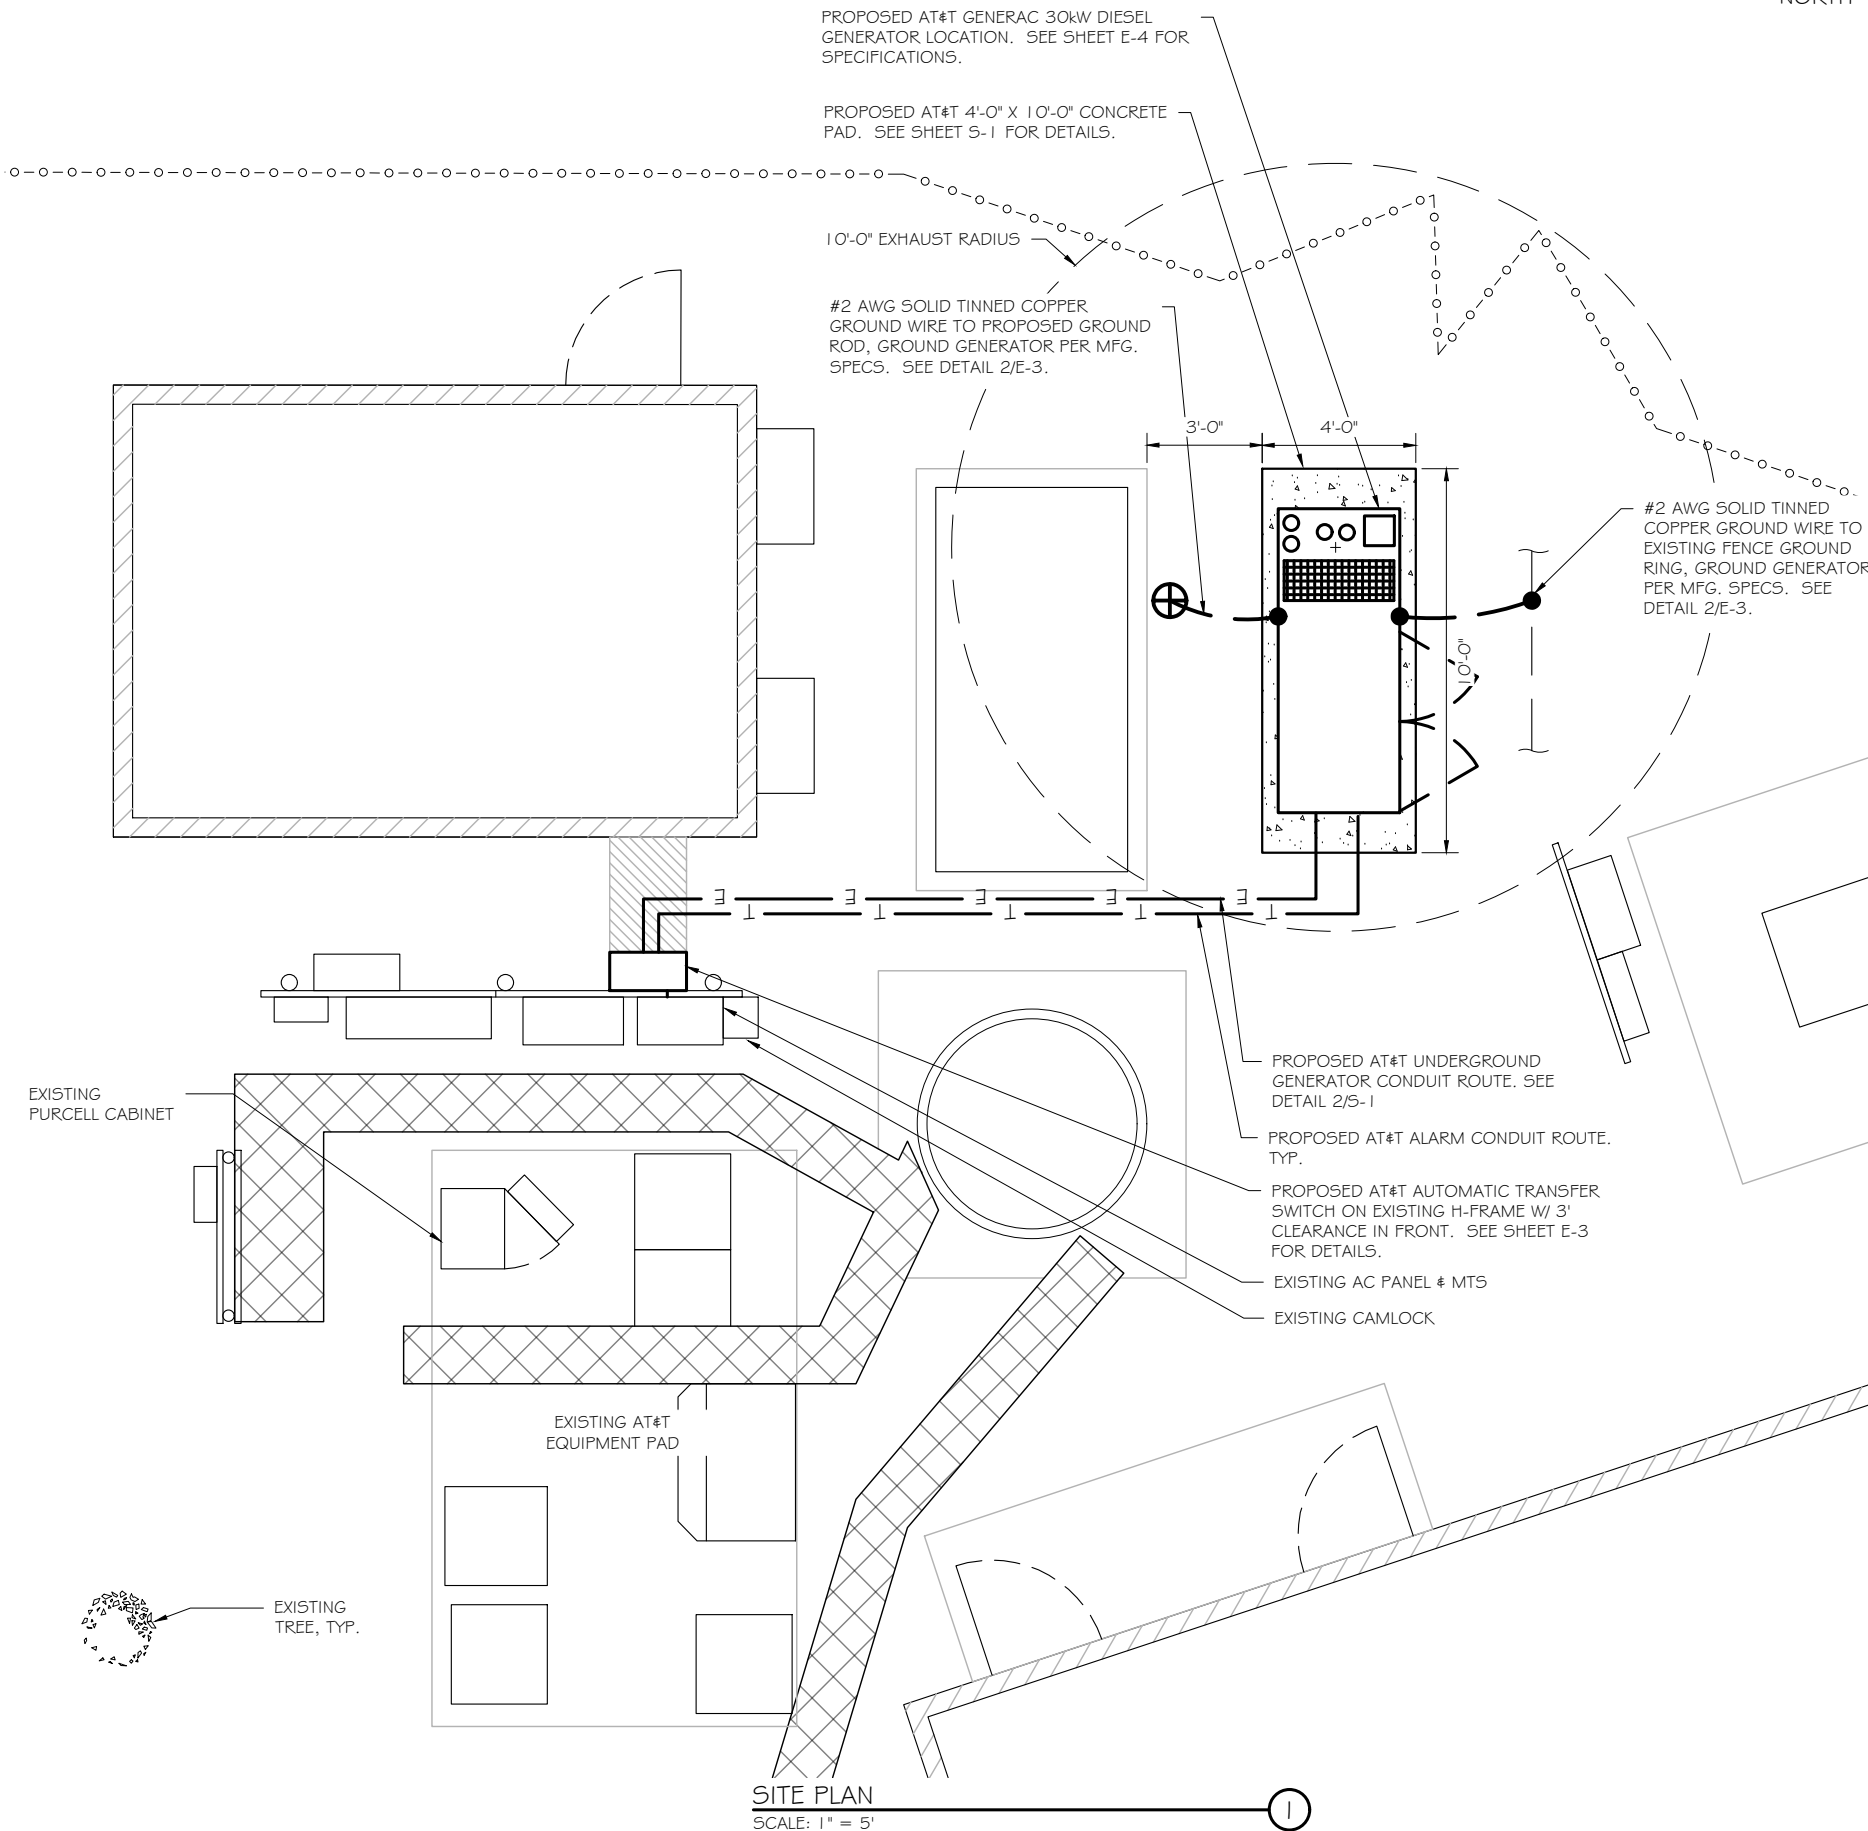 NORTH
PROPOSED AT&T GENERAC 30kW DIESEL
GENERATOR LOCATION. SEE SHEET E-4 FOR
SPECIFICATIONS.
PROPOSED AT&T 4'-0" X 10'-0" CONCRETE
PAD. SEE SHEET S-1 FOR DETAILS.
10'-0" EXHAUST RADIUS
#2 AWG SOLID TINNED COPPER
GROUND WIRE TO PROPOSED GROUND
ROD, GROUND GENERATOR PER MFG.
SPECS. SEE DETAIL 2/E-3.
3'-0"
4'-0"
10'-0"
#2 AWG SOLID TINNED
COPPER GROUND WIRE TO
EXISTING FENCE GROUND
RING, GROUND GENERATOR
PER MFG. SPECS. SEE
DETAIL 2/E-3.
E E E E E
T T T T T
PROPOSED AT&T UNDERGROUND
GENERATOR CONDUIT ROUTE. SEE
DETAIL 2/S-1
PROPOSED AT&T ALARM CONDUIT ROUTE.
TYP.
PROPOSED AT&T AUTOMATIC TRANSFER
SWITCH ON EXISTING H-FRAME W/ 3'
CLEARANCE IN FRONT. SEE SHEET E-3
FOR DETAILS.
EXISTING AC PANEL & MTS
EXISTING CAMLOCK
EXISTING
PURCELL CABINET
EXISTING AT&T
EQUIPMENT PAD
EXISTING
TREE, TYP.
SITE PLAN
SCALE: 1" = 5'
1